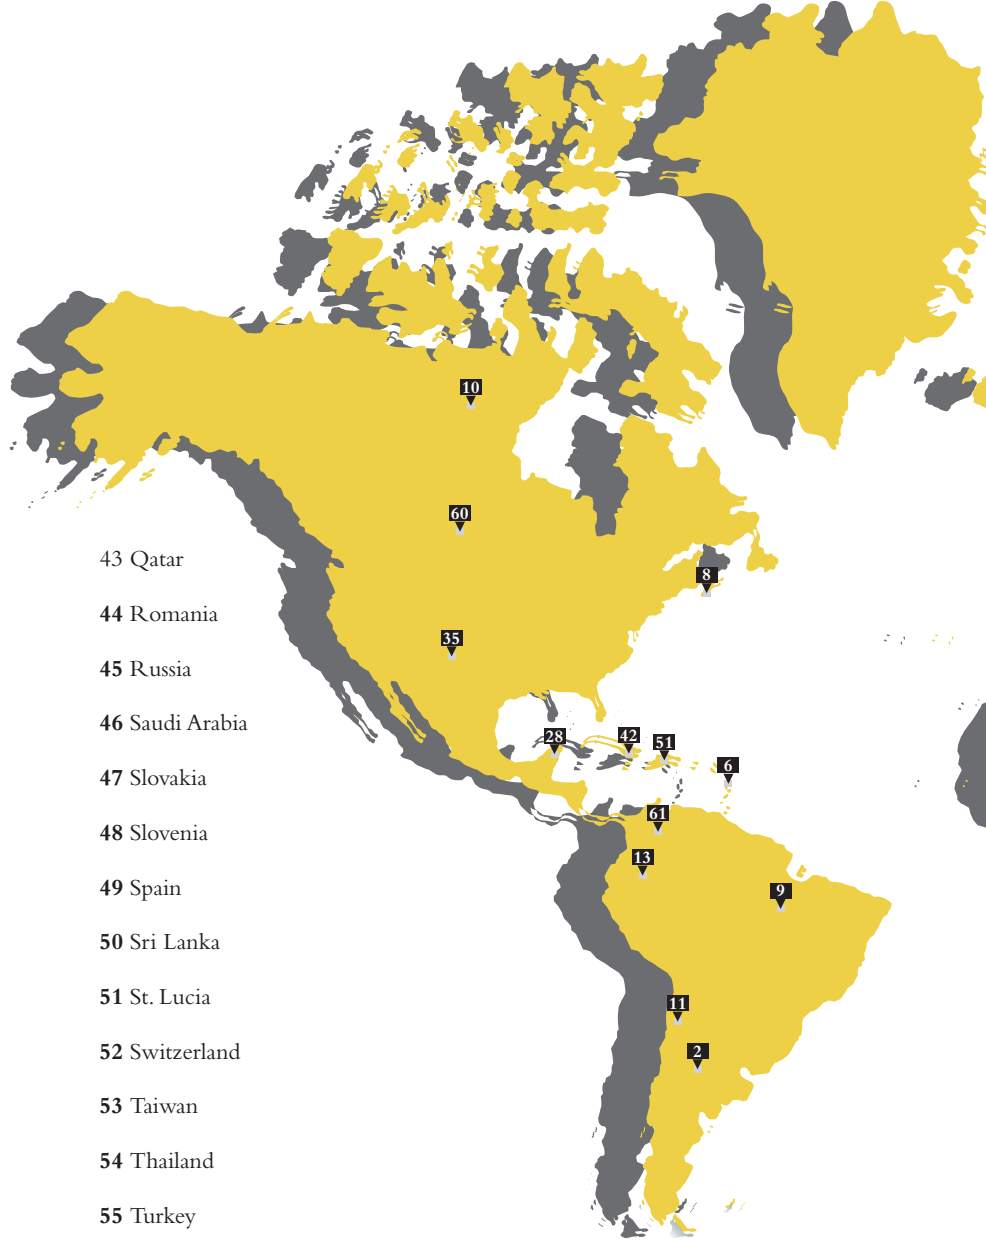 10
60
8
43 Qatar
44 Romania
35
45 Russia
46 Saudi Arabia
28
42
51
6
47 Slovakia
61
48 Slovenia
13
49 Spain
9
50 Sri Lanka
51 St. Lucia
11
52 Switzerland
2
53 Taiwan
54 Thailand
55 Turkey